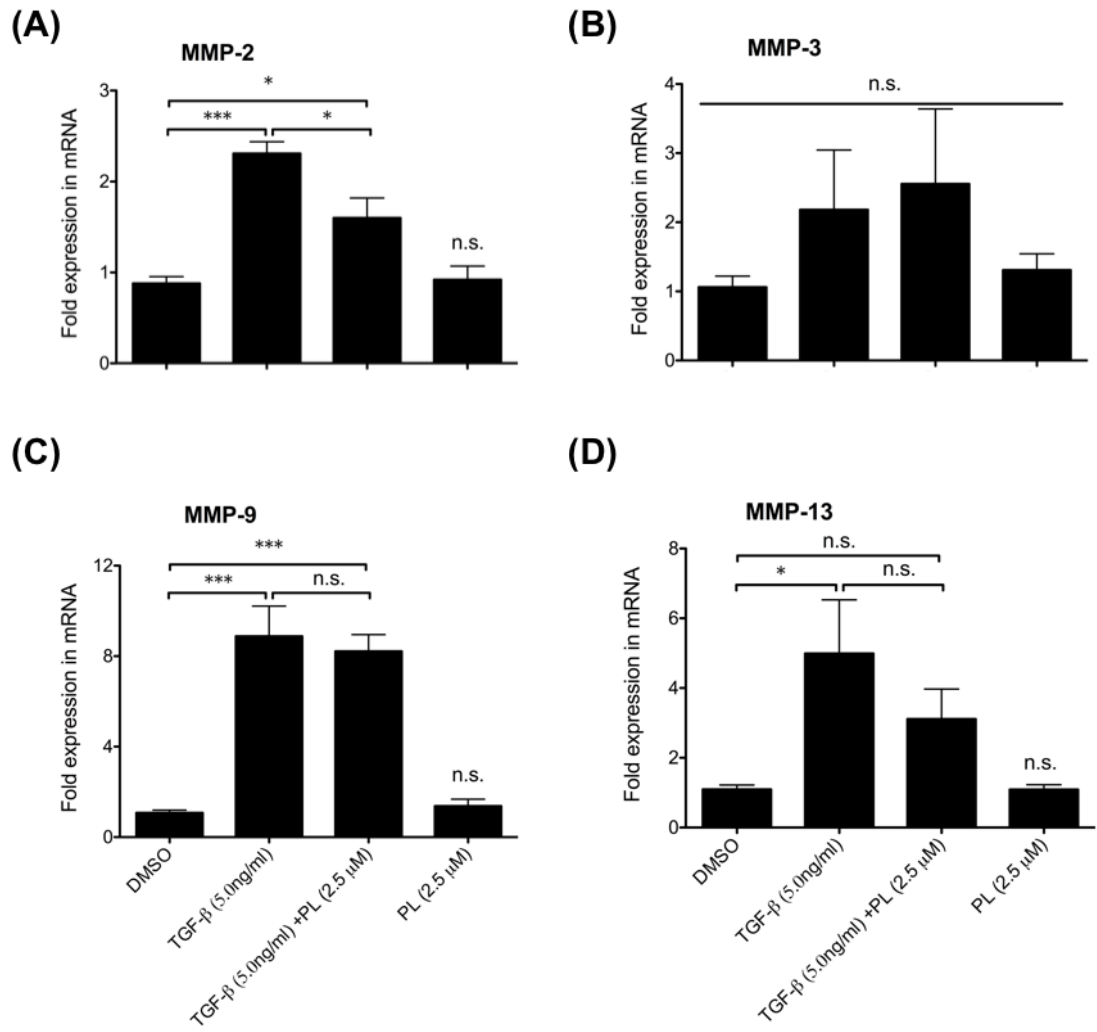 (A)
MMP-2
Fold expression in mRNA
3
2
1
0
*
***
*
n.s.
(B)
MMP-3
Fold expression in mRNA
4
3
2
1
0
n.s.
(C)
MMP-9
Fold expression in mRNA
12
8
4
0
***
***
n.s.
n.s.
DMSO
TGF-β (5.0ng/ml)
TGF-β (5.0ng/ml) +PL (2.5 μM)
PL (2.5 μM)
(D)
MMP-13
Fold expression in mRNA
8
6
4
2
0
n.s.
*
n.s.
n.s.
DMSO
TGF-β (5.0ng/ml)
TGF-β (5.0ng/ml) +PL (2.5 μM)
PL (2.5 μM)